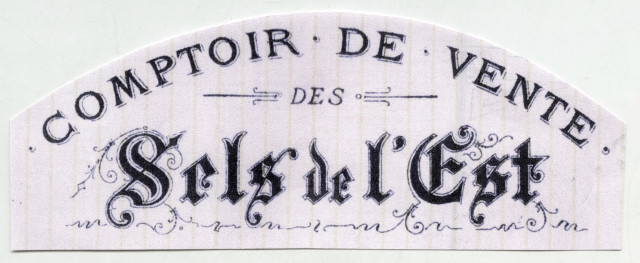 COMPTOIR · DE · VENTE
DES
Sels de l'Est